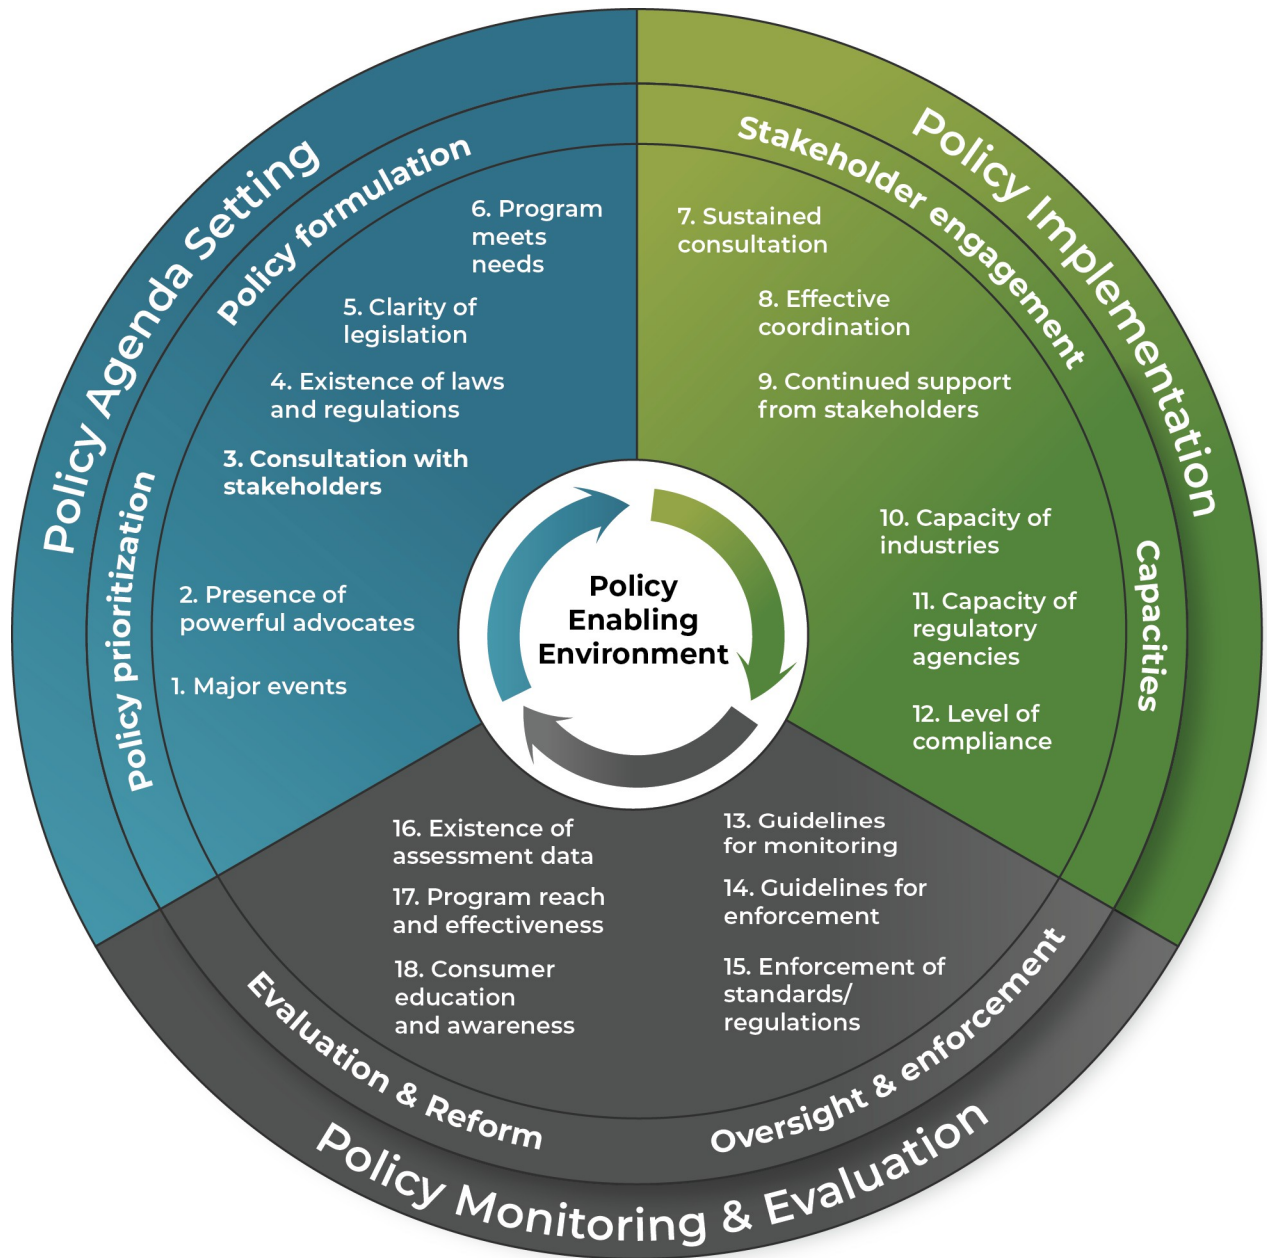 Policy Agenda Setting
Policy formulation
Policy prioritization
6. Program
meets
needs
5. Clarity of
legislation
4. Existence of laws
and regulations
3. Consultation with
stakeholders
2. Presence of
powerful advocates
1. Major events
Policy Implementation
Stakeholder engagement
Capacities
7. Sustained
consultation
8. Effective
coordination
9. Continued support
from stakeholders
10. Capacity of
industries
11. Capacity of
regulatory
agencies
12. Level of
compliance
Policy
Enabling
Environment
13. Guidelines
for monitoring
14. Guidelines for
enforcement
15. Enforcement of
standards/
regulations
16. Existence of
assessment data
17. Program reach
and effectiveness
18. Consumer
education
and awareness
Evaluation & Reform
Oversight & enforcement
Policy Monitoring & Evaluation